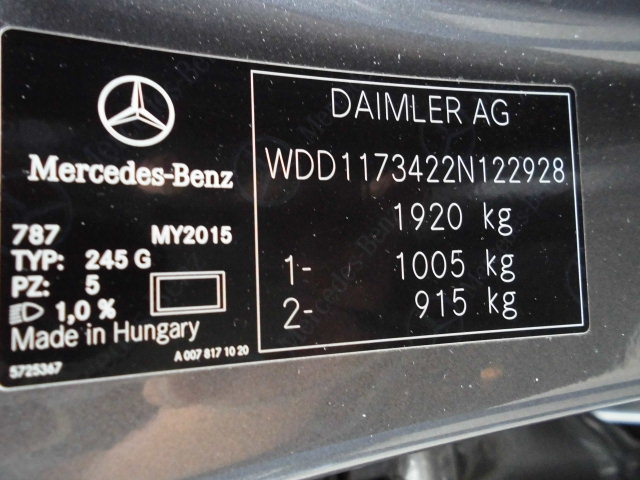 Mercedes-Benz
787 MY2015
TYP: 245 G
PZ: 5
1,0 %
Made in Hungary
5725367
A 007 817 10 20
DAIMLER AG
WDD1173422N122928
1920 kg
1- 1005 kg
2- 915 kg